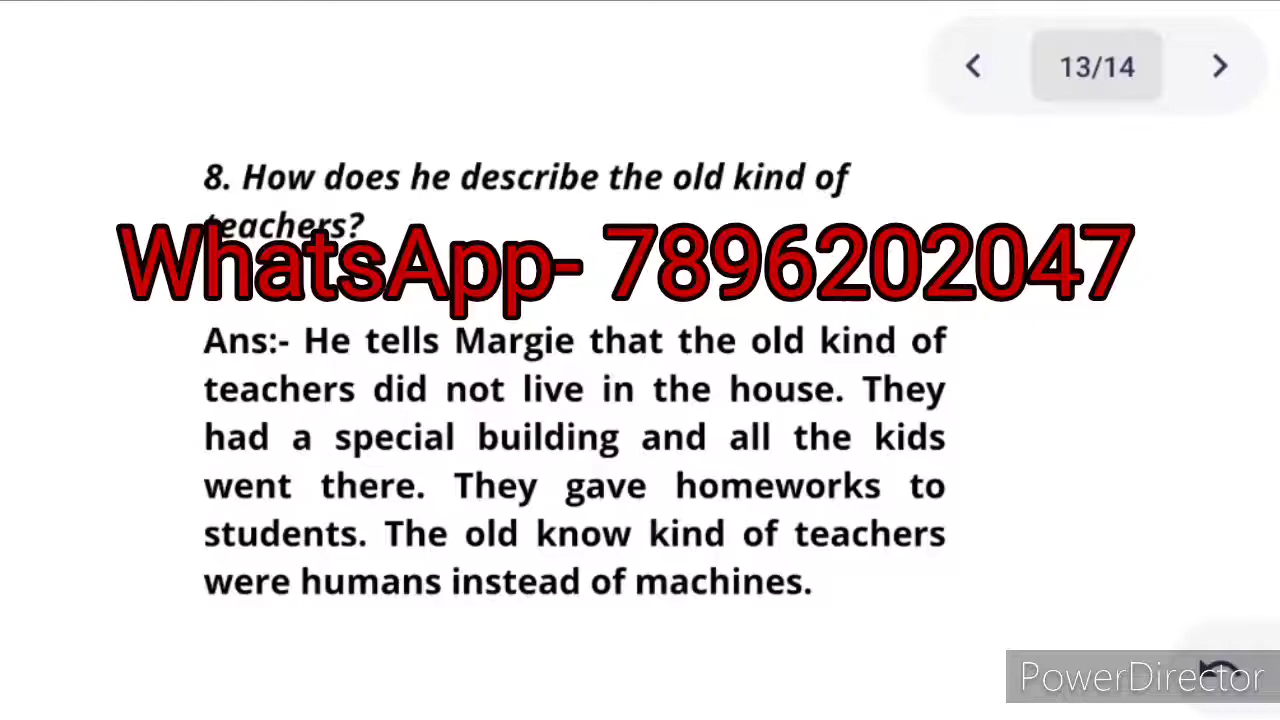 13/14
8. How does he describe the old kind of
teachers?
WhatsApp- 7896202047
Ans:- He tells Margie that the old kind of
teachers did not live in the house. They
had a special building and all the kids
went there. They gave homeworks to
students. The old know kind of teachers
were humans instead of machines.
PowerDirector